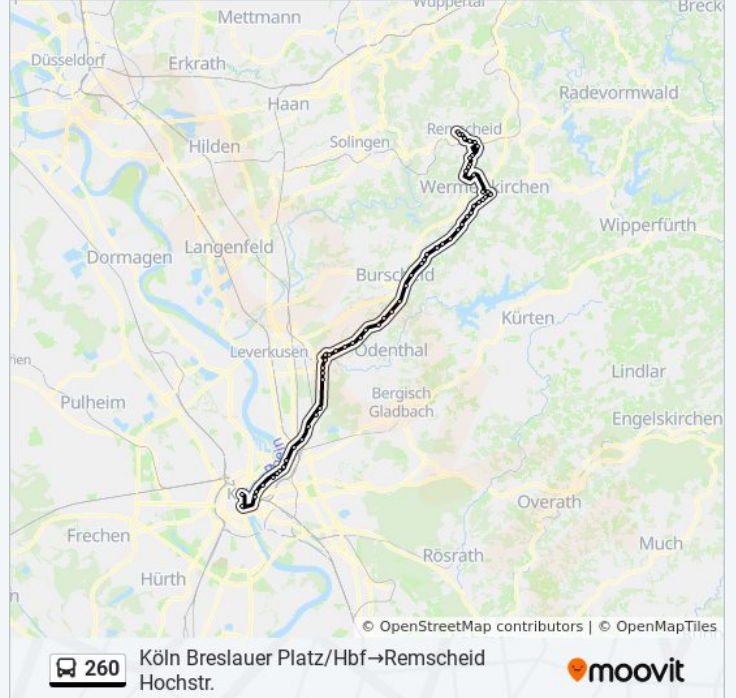 Mettmann
Wuppertal
Düsseldorf
Erkrath
Haan
Radevormwald
Remscheid
Solingen
Hilden
Wermelskirchen
Wipperfürth
Langenfeld
Dormagen
Burscheid
Kürten
Leverkusen
Odenthal
Lindlar
Bergisch
Gladbach
Pulheim
Engelskirchen
Rhein
Overath
Frechen
Much
Rösrath
Hürth
© OpenStreetMap contributors | © OpenMapTiles
260 Köln Breslauer Platz/Hbf→Remscheid
Hochstr.
moovit